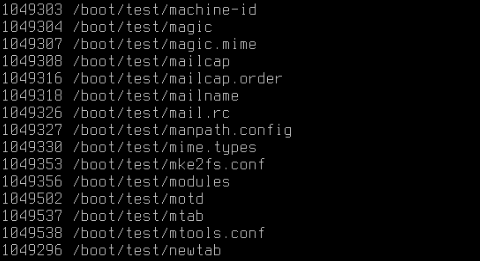 1049303 /boot/test/machine-id
1049304 /boot/test/magic
1049307 /boot/test/magic.mime
1049308 /boot/test/mailcap
1049316 /boot/test/mailcap.order
1049318 /boot/test/mailname
1049326 /boot/test/mail.rc
1049327 /boot/test/manpath.config
1049330 /boot/test/mime.types
1049353 /boot/test/mke2fs.conf
1049356 /boot/test/modules
1049502 /boot/test/motd
1049537 /boot/test/mtab
1049538 /boot/test/mtools.conf
1049296 /boot/test/newtab